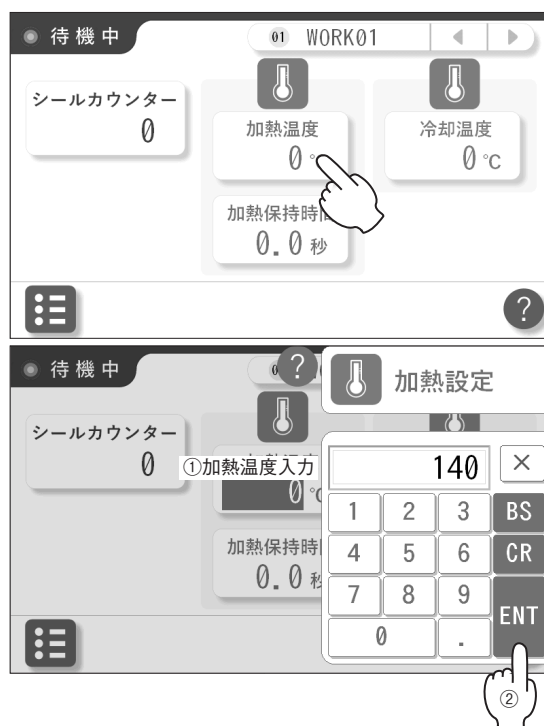 待機中
01 WORK01
シールカウンター
0
加熱温度
0 °
冷却温度
0 ℃
加熱保持時
0.0 秒
?
待機中
?
加熱設定
シールカウンター
0
①加熱温度入力
0 ℃
加熱保持時
0.0 秒
140 ×
1 2 3 BS
4 5 6 CR
7 8 9 ENT
0 .
②